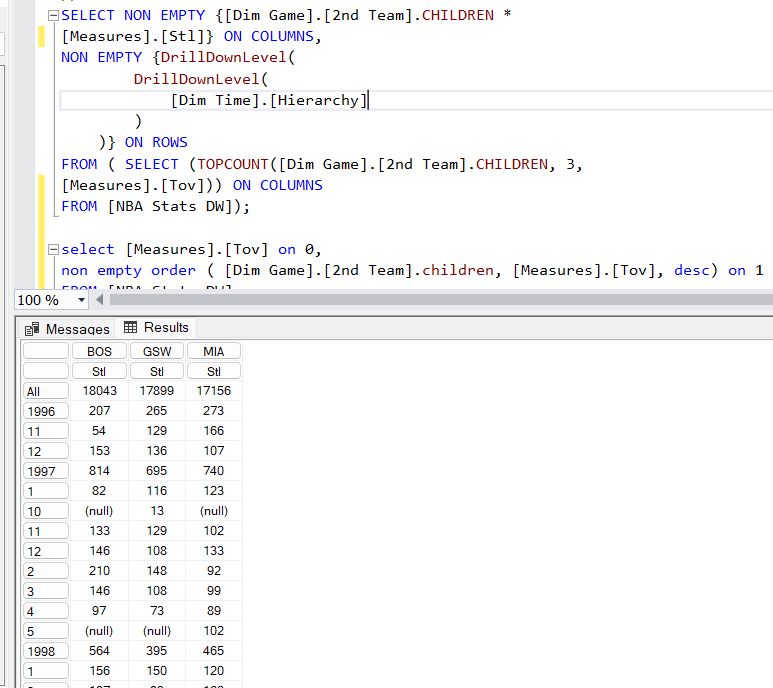 SELECT NON EMPTY {[Dim Game].[2nd Team].CHILDREN *
[Measures].[Stl]} ON COLUMNS,
NON EMPTY {DrillDownLevel(
DrillDownLevel(
[Dim Time].[Hierarchy]
)
)} ON ROWS
FROM ( SELECT (TOPCOUNT([Dim Game].[2nd Team].CHILDREN, 3,
[Measures].[Tov])) ON COLUMNS
FROM [NBA Stats DW]);
select [Measures].[Tov] on 0,
non empty order ( [Dim Game].[2nd Team].children, [Measures].[Tov], desc) on 1
FROM [NBA Stats DW]
100 %
Messages Results
BOS GSW MIA
Stl Stl Stl
All 18043 17899 17156
1996 207 265 273
11 54 129 166
12 153 136 107
1997 814 695 740
1 82 116 123
10 (null) 13 (null)
11 133 129 102
12 146 108 133
2 210 148 92
3 146 108 99
4 97 73 89
5 (null) (null) 102
1998 564 395 465
1 156 150 120